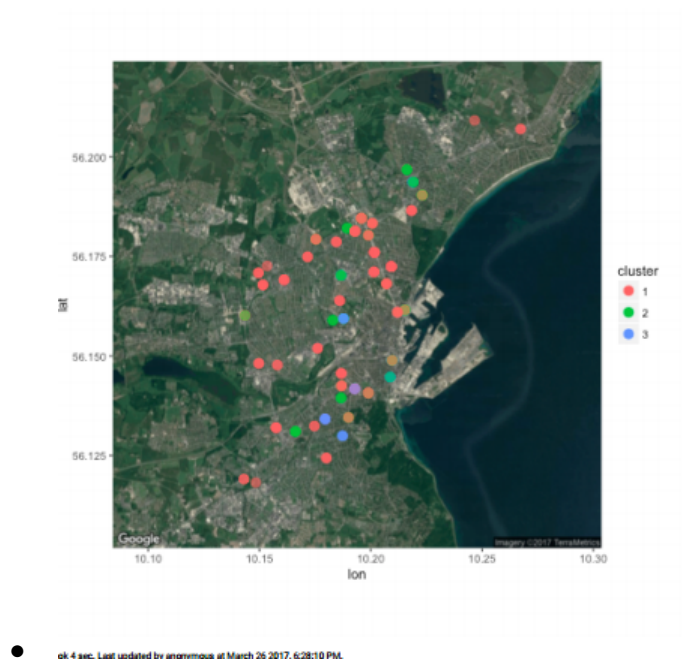 56.200
56.175
lat
56.150
56.125
cluster
1
2
3
Google
Imagery ©2017 TerraMetrics
10.10 10.15 10.20 10.25 10.30
lon
ok 4 sec. Last updated by anonymous at March 26 2017, 6:28:10 PM.